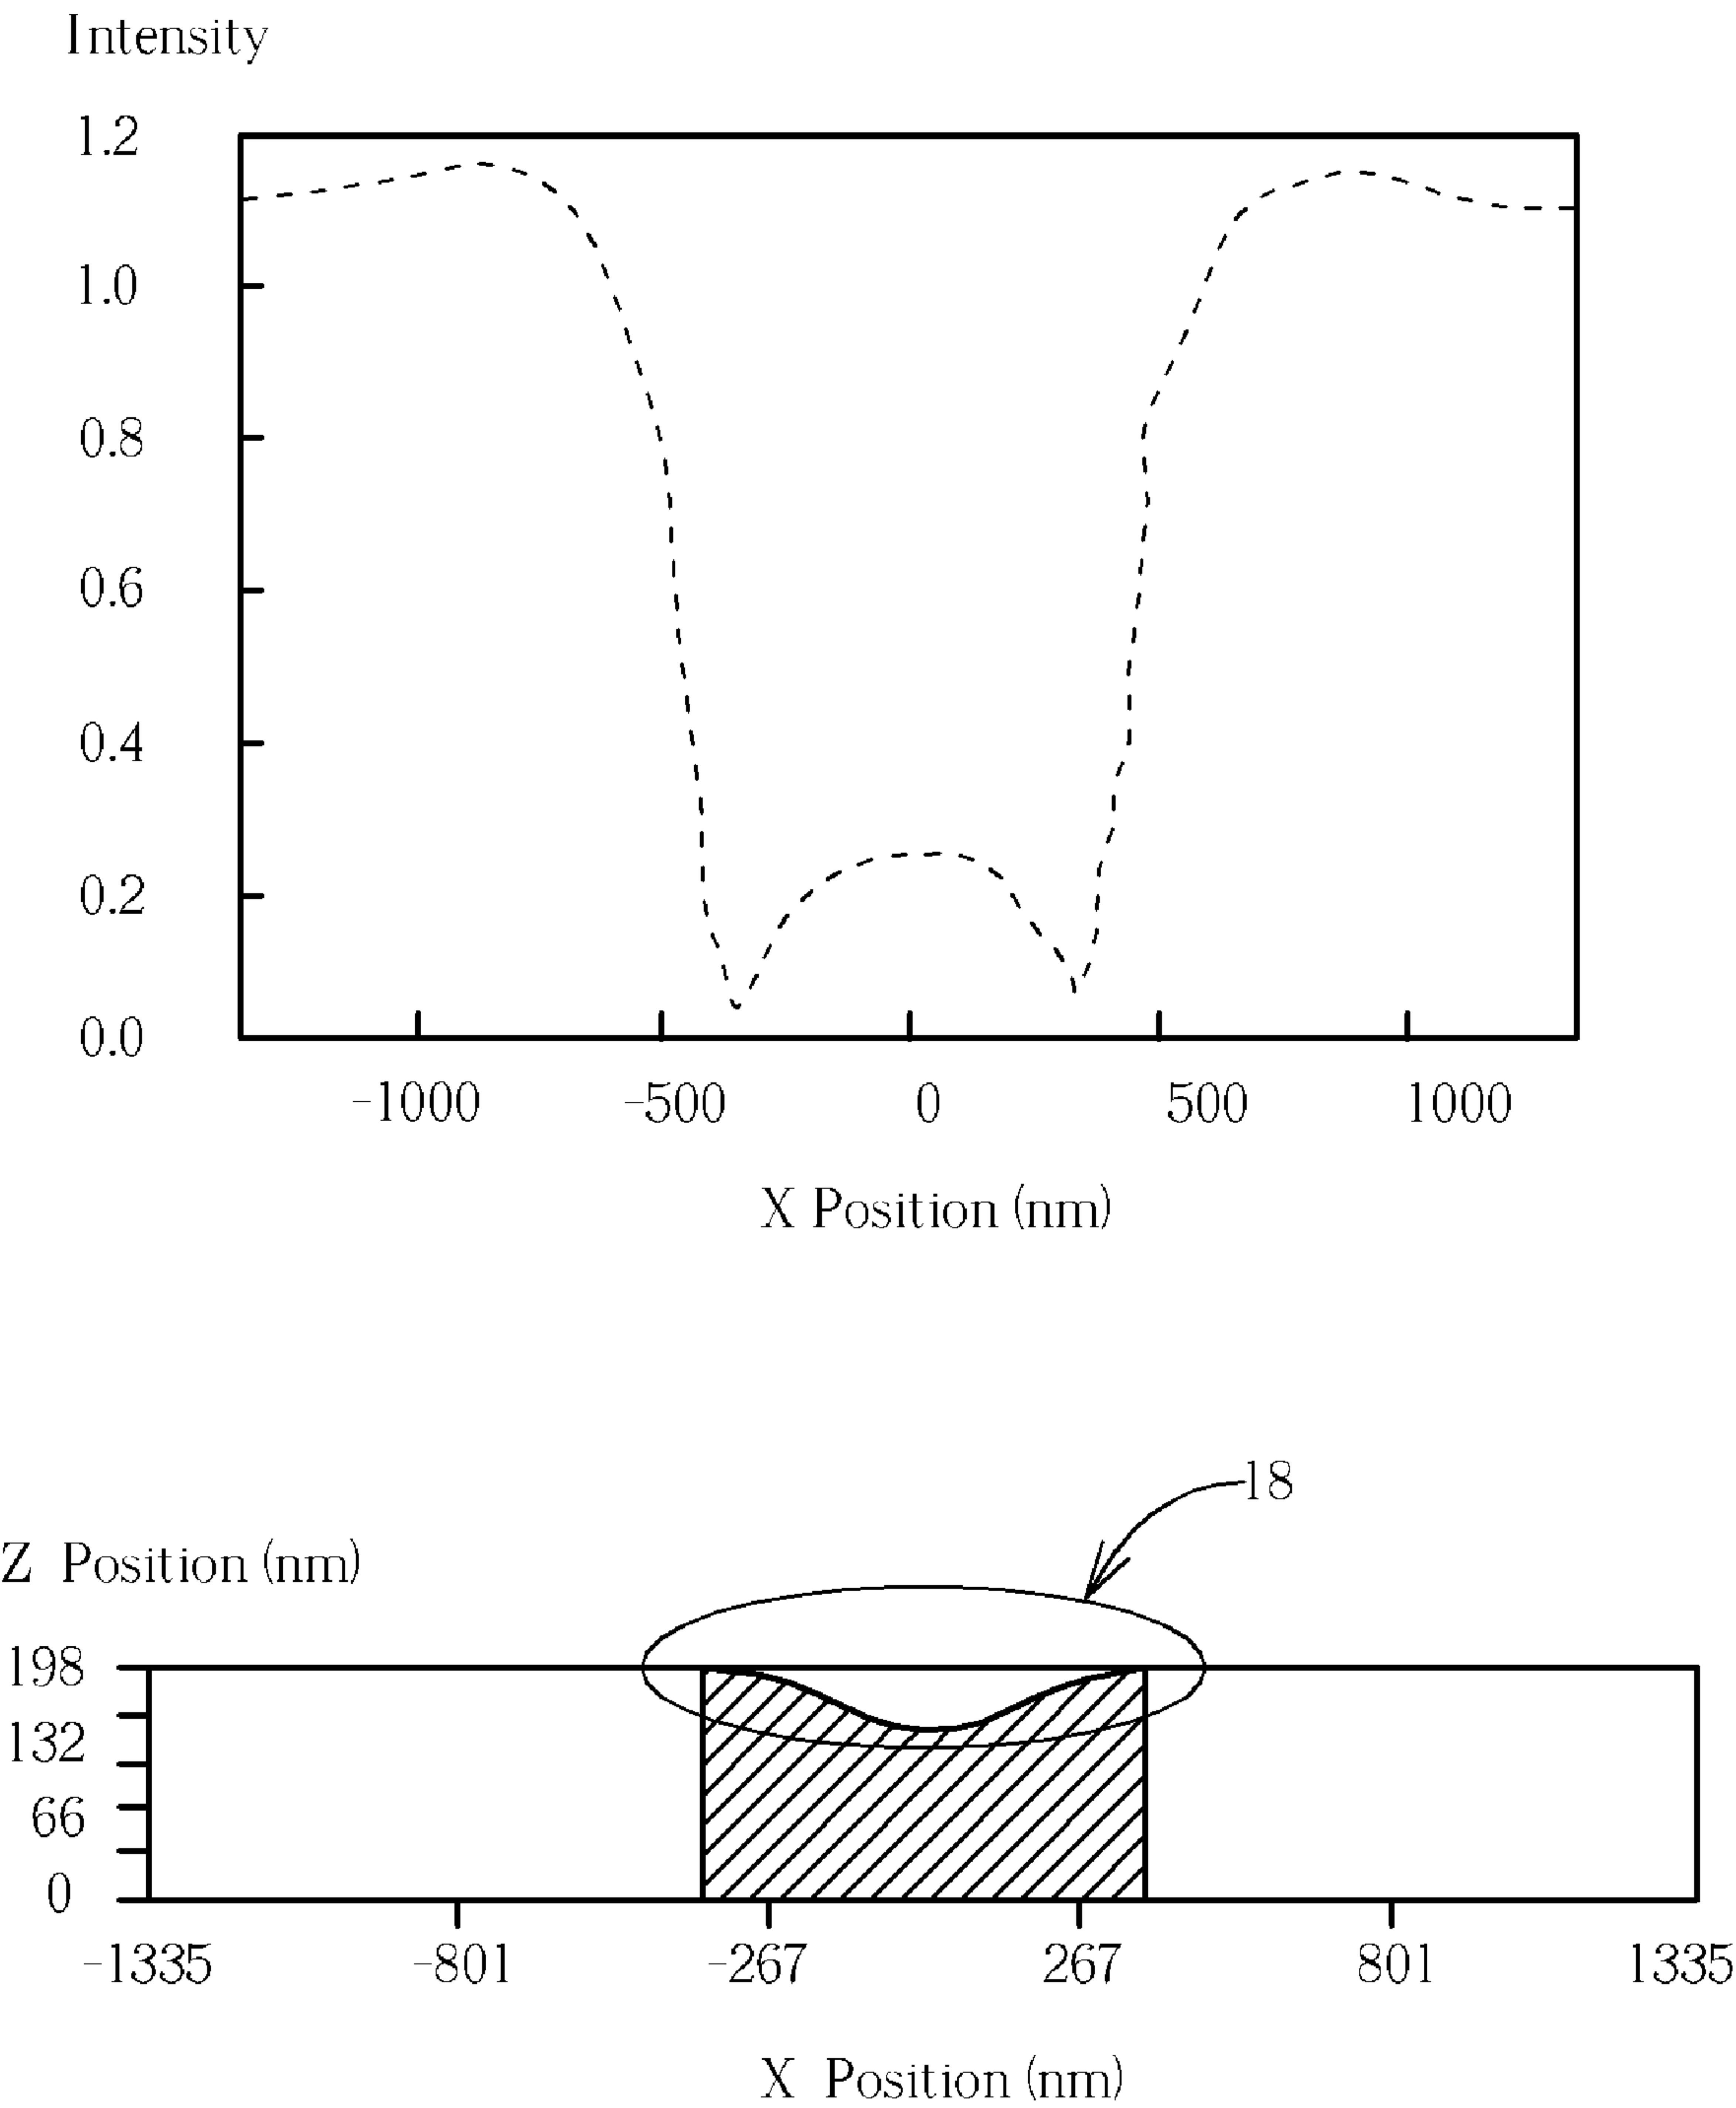 Intensity
1.2
1.0
0.8
0.6
0.4
0.2
0.0
-1000 -500 0 500 1000
X Position (nm)
18
Z Position (nm)
198
132
66
0
-1335 -801 -267 267 801 1335
X Position (nm)